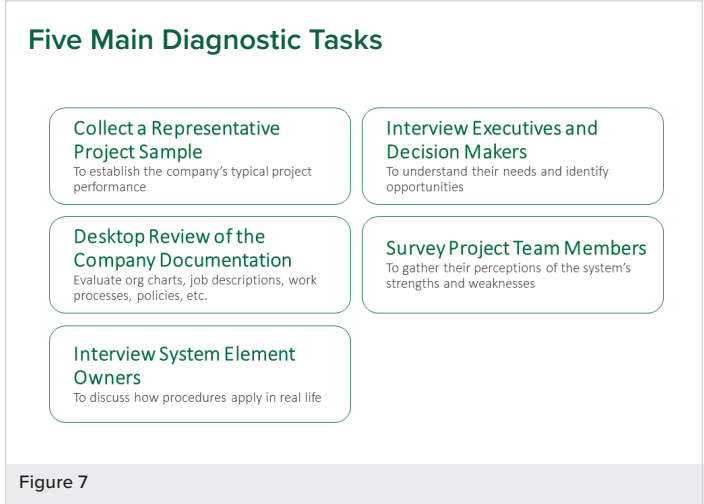 Five Main Diagnostic Tasks
Collect a Representative
Project Sample
To establish the company's typical project
performance
Interview Executives and
Decision Makers
To understand their needs and identify
opportunities
Desktop Review of the
Company Documentation
Evaluate org charts, job descriptions, work
processes, policies, etc.
Survey Project Team Members
To gather their perceptions of the system's
strengths and weaknesses
Interview System Element
Owners
To discuss how procedures apply in real life
Figure 7